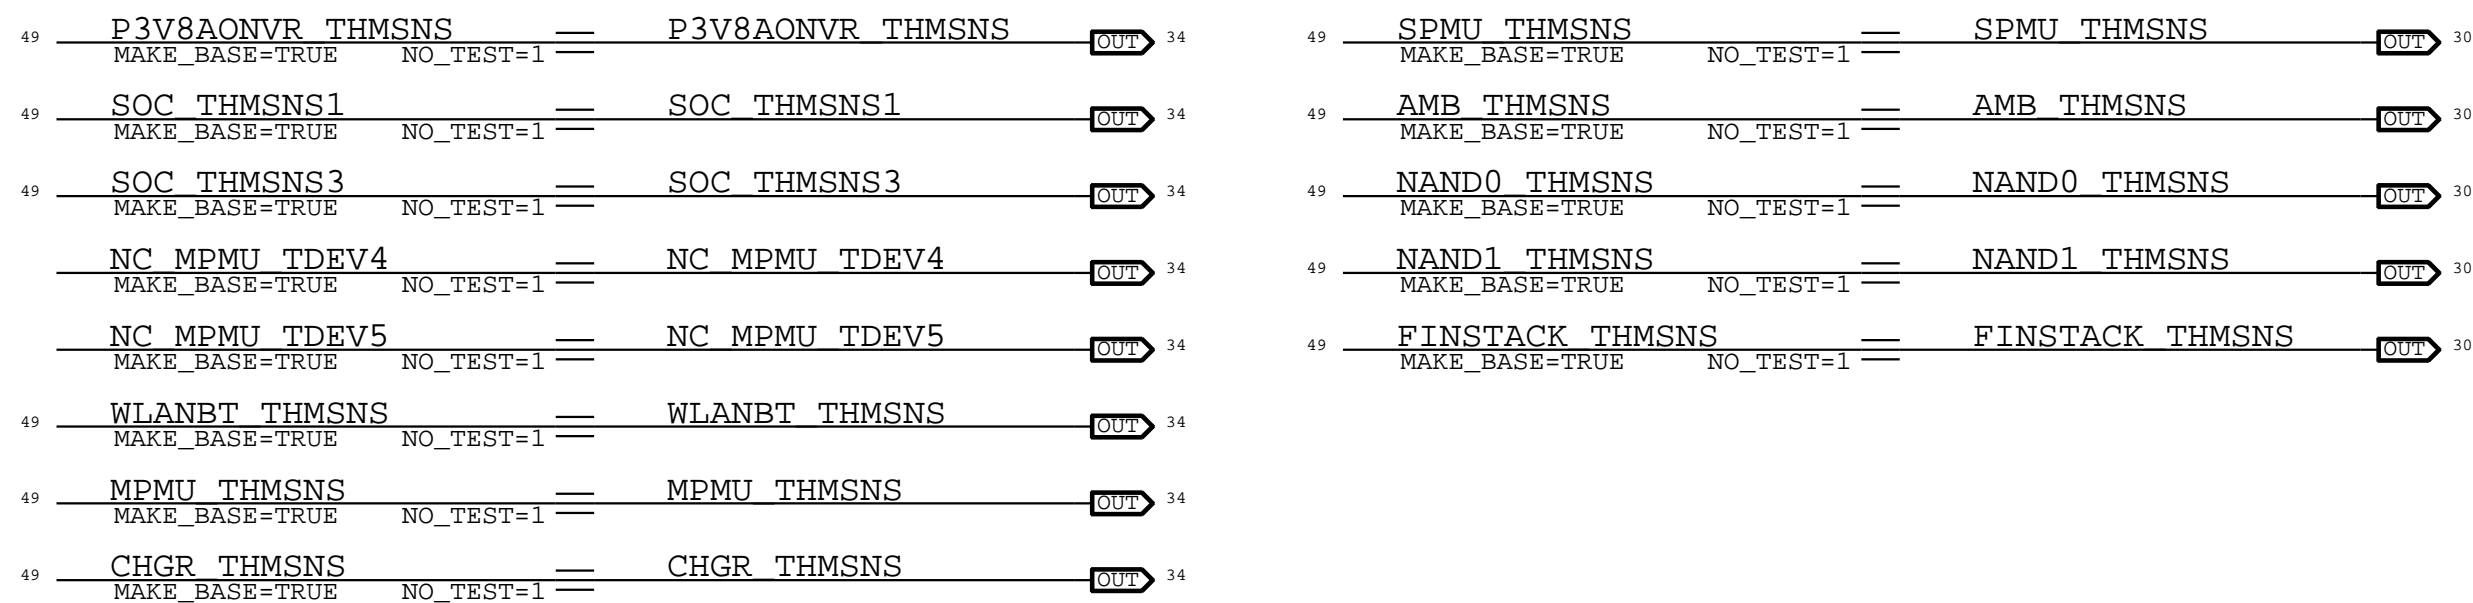 49 P3V8AONVR_THMSNS P3V8AONVR_THMSNS OUT 34
MAKE_BASE=TRUE NO_TEST=1
49 SOC_THMSNS1 SOC_THMSNS1 OUT 34
MAKE_BASE=TRUE NO_TEST=1
49 SOC_THMSNS3 SOC_THMSNS3 OUT 34
MAKE_BASE=TRUE NO_TEST=1
NC_MPMU_TDEV4 NC_MPMU_TDEV4 OUT 34
MAKE_BASE=TRUE NO_TEST=1
NC_MPMU_TDEV5 NC_MPMU_TDEV5 OUT 34
MAKE_BASE=TRUE NO_TEST=1
49 WLANBT_THMSNS WLANBT_THMSNS OUT 34
MAKE_BASE=TRUE NO_TEST=1
49 MPMU_THMSNS MPMU_THMSNS OUT 34
MAKE_BASE=TRUE NO_TEST=1
49 CHGR_THMSNS CHGR_THMSNS OUT 34
MAKE_BASE=TRUE NO_TEST=1
49 SPMU_THMSNS SPMU_THMSNS OUT 30
MAKE_BASE=TRUE NO_TEST=1
49 AMB_THMSNS AMB_THMSNS OUT 30
MAKE_BASE=TRUE NO_TEST=1
49 NAND0_THMSNS NAND0_THMSNS OUT 30
MAKE_BASE=TRUE NO_TEST=1
49 NAND1_THMSNS NAND1_THMSNS OUT 30
MAKE_BASE=TRUE NO_TEST=1
49 FINSTACK_THMSNS FINSTACK_THMSNS OUT 30
MAKE_BASE=TRUE NO_TEST=1